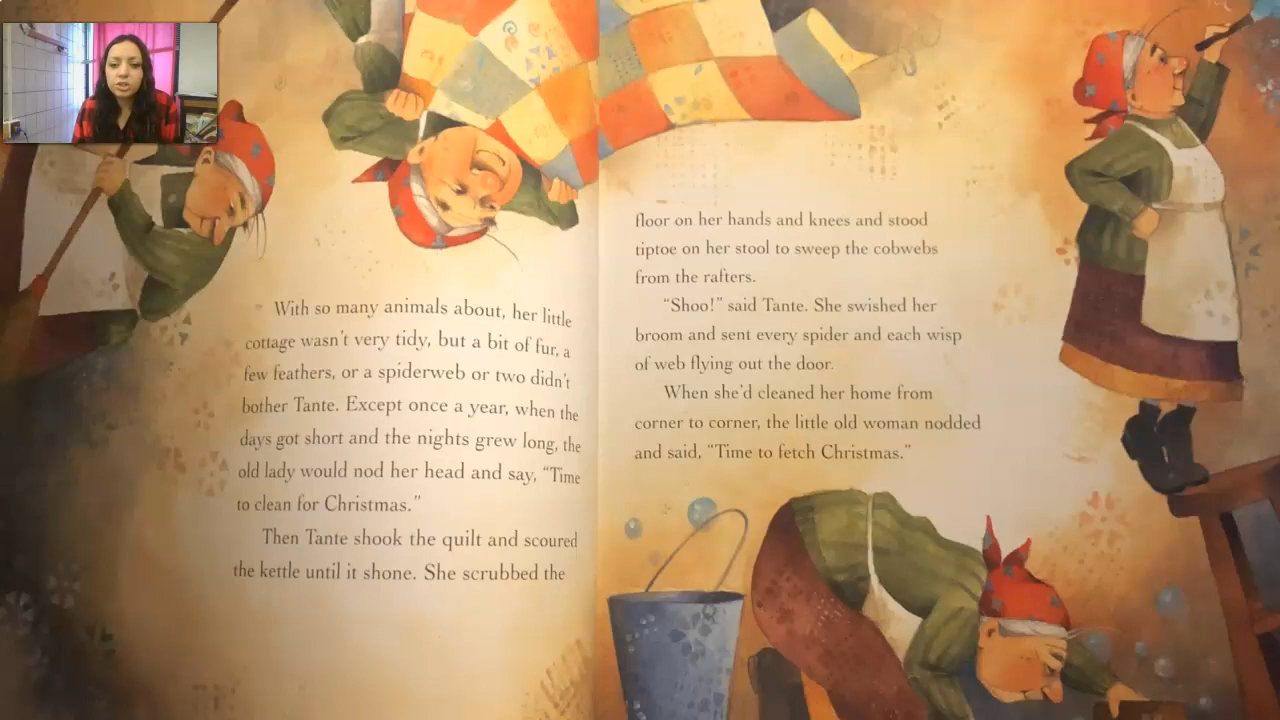 With so many animals about, her little
cottage wasn't very tidy, but a bit of fur, a
few feathers, or a spiderweb or two didn't
bother Tante. Except once a year, when the
days got short and the nights grew long, the
old lady would nod her head and say, “Time
to clean for Christmas.”
Then Tante shook the quilt and scoured
the kettle until it shone. She scrubbed the
floor on her hands and knees and stood
tiptoe on her stool to sweep the cobwebs
from the rafters.
“Shoo!” said Tante. She swished her
broom and sent every spider and each wisp
of web flying out the door.
When she'd cleaned her home from
corner to corner, the little old woman nodded
and said, “Time to fetch Christmas.”